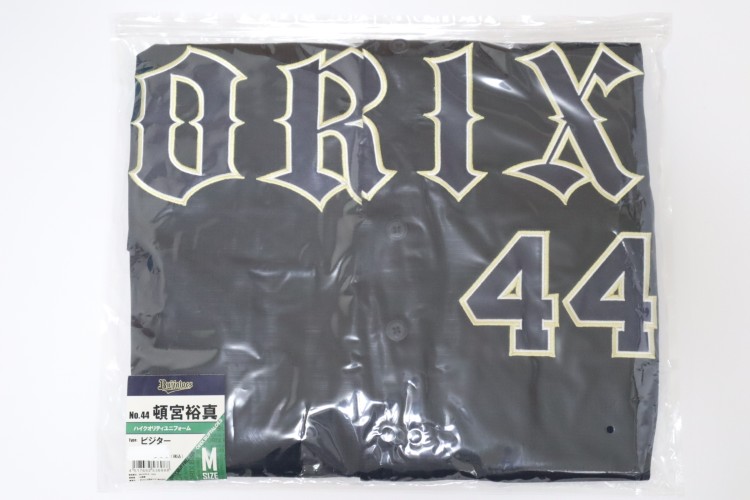 ORIX
44
Buffaloes
No.44 頓宮裕真
ハイクオリティユニフォーム
Type. ビジター
M
SIZE